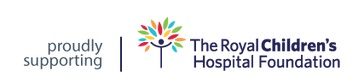 proudly
supporting
The Royal Children's
Hospital Foundation